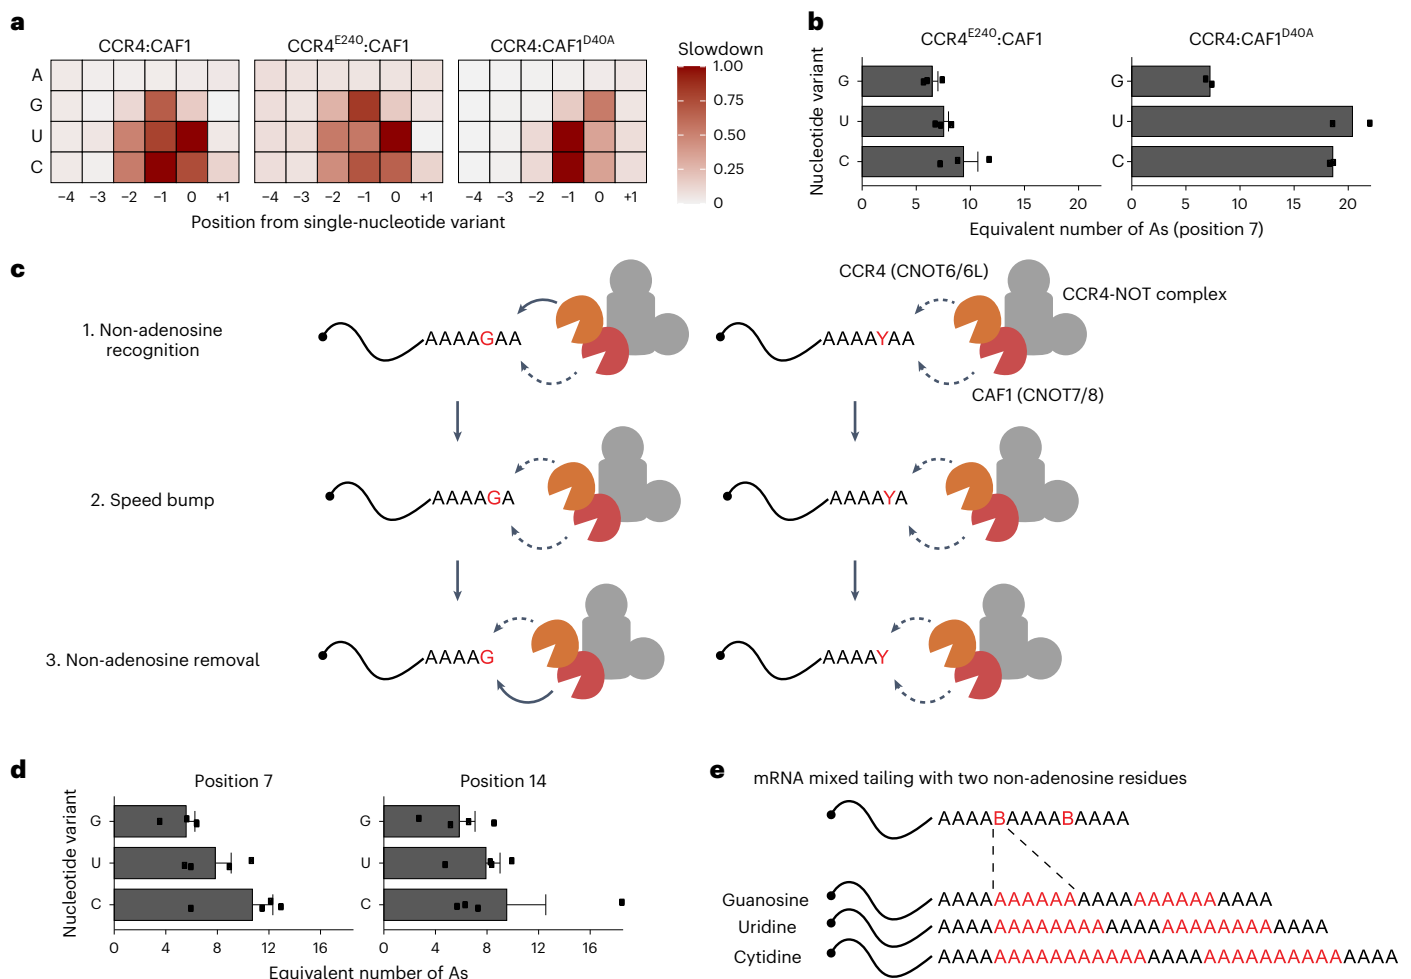 a
CCR4:CAF1
CCR4E240:CAF1
CCR4:CAF1D40A
Slowdown
A
G
U
C
1.00
0.75
0.50
0.25
0
−4 −3 −2 −1 0 +1
−4 −3 −2 −1 0 +1
−4 −3 −2 −1 0 +1
Position from single-nucleotide variant
b
CCR4E240:CAF1
CCR4:CAF1D40A
Nucleotide variant
G
U
C
G
U
C
0 5 10 15 20
0 5 10 15 20
Equivalent number of As (position 7)
c
CCR4 (CNOT6/6L)
CCR4-NOT complex
1. Non-adenosine
recognition
AAAAGAA
AAAAYAA
CAF1 (CNOT7/8)
2. Speed bump
AAAAGA
AAAAYA
3. Non-adenosine removal
AAAAG
AAAAY
d
Position 7
Position 14
Nucleotide variant
G
U
C
G
U
C
0 4 8 12 16
0 4 8 12 16
Equivalent number of As
e
mRNA mixed tailing with two non-adenosine residues
AAAABAAAABAAAA
Guanosine
AAAAAAAAAAAAAAAAAAAAAAAA
Uridine
AAAAAAAAAAAAAAAAAAAAAAAAAAAA
Cytidine
AAAAAAAAAAAAAAAAAAAAAAAAAAAAAAAAA